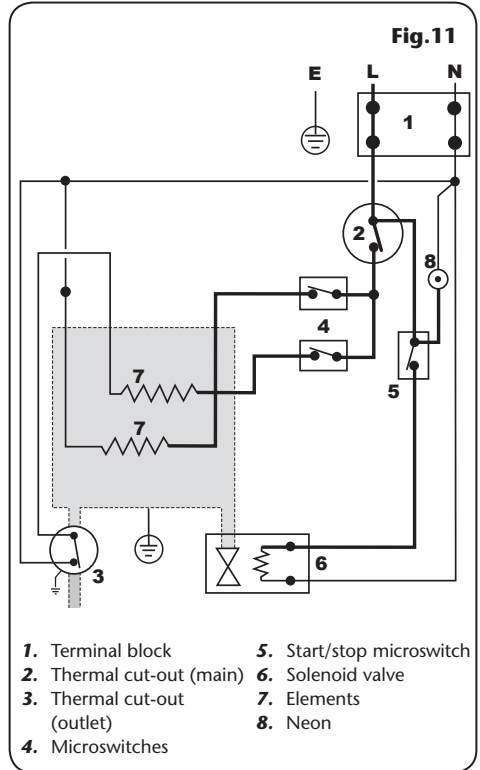 Fig.11
E L N
1
2
8
4
7
5
7
6
3
1. Terminal block
2. Thermal cut-out (main)
3. Thermal cut-out
(outlet)
4. Microswitches
5. Start/stop microswitch
6. Solenoid valve
7. Elements
8. Neon